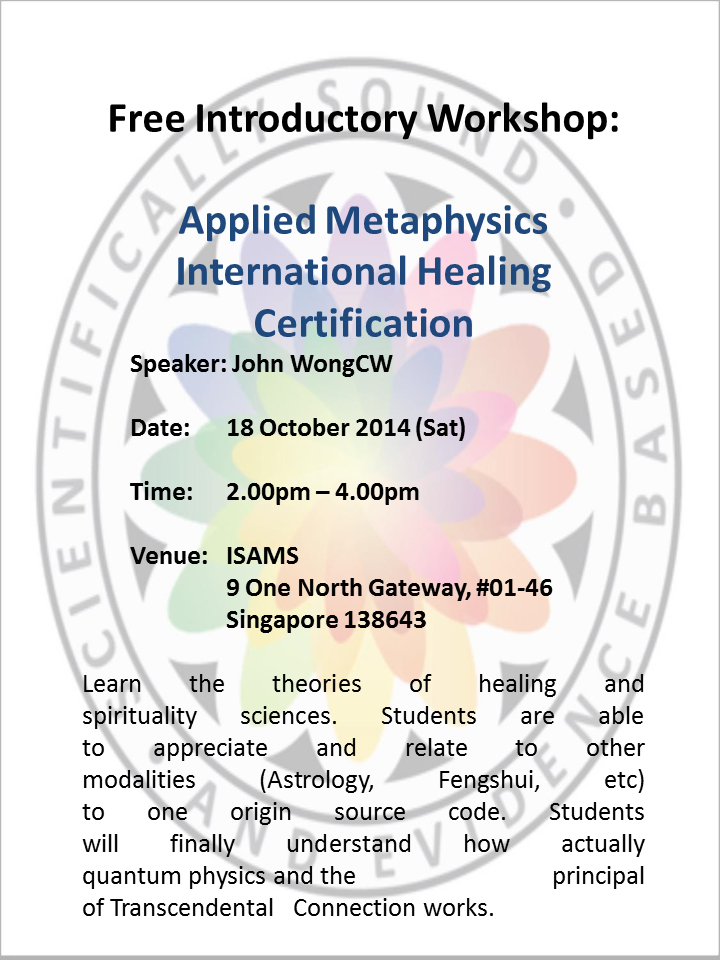 Free Introductory Workshop:
Applied Metaphysics
International Healing
Certification
Speaker: John WongCW
Date: 18 October 2014 (Sat)
Time: 2.00pm – 4.00pm
Venue: ISAMS
9 One North Gateway, #01-46
Singapore 138643
Learn the theories of healing and
spirituality sciences. Students are able
to appreciate and relate to other
modalities (Astrology, Fengshui, etc)
to one origin source code. Students
will finally understand how actually
quantum physics and the principal
of Transcendental Connection works.
SCIENTIFICALLY SOUND • BASED
• AND EVIDENCE